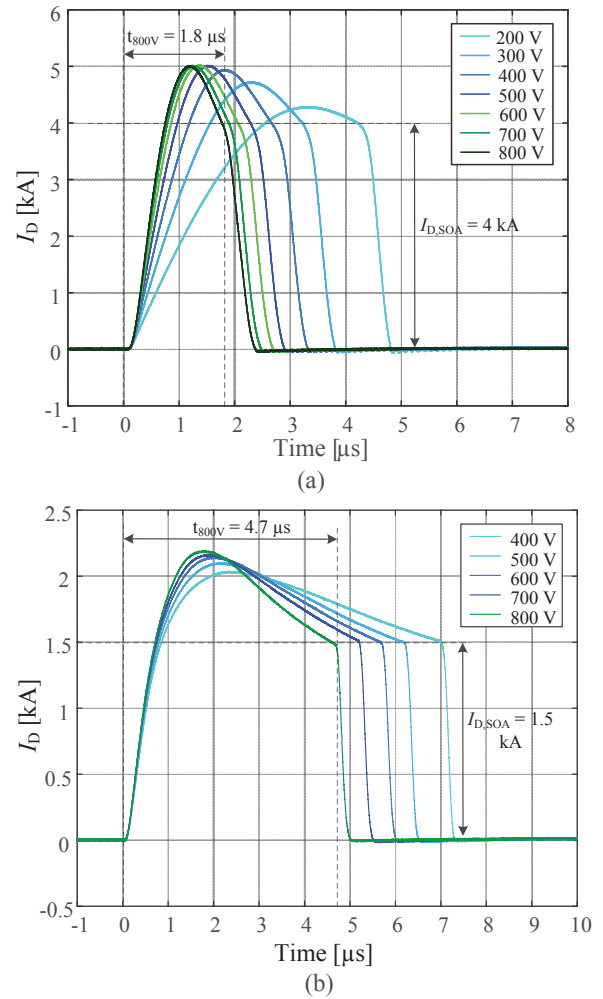 t800V = 1.8 µs
6
5
4
3
2
1
0
-1
ID [kA]
200 V
300 V
400 V
500 V
600 V
700 V
800 V
ID,SOA = 4 kA
-1 0 1 2 3 4 5 6 7 8
Time [µs]
(a)
2.5
2
1.5
1
0.5
0
-0.5
ID [kA]
t800V = 4.7 µs
400 V
500 V
600 V
700 V
800 V
ID,SOA = 1.5
kA
-1 0 1 2 3 4 5 6 7 8 9 10
Time [µs]
(b)